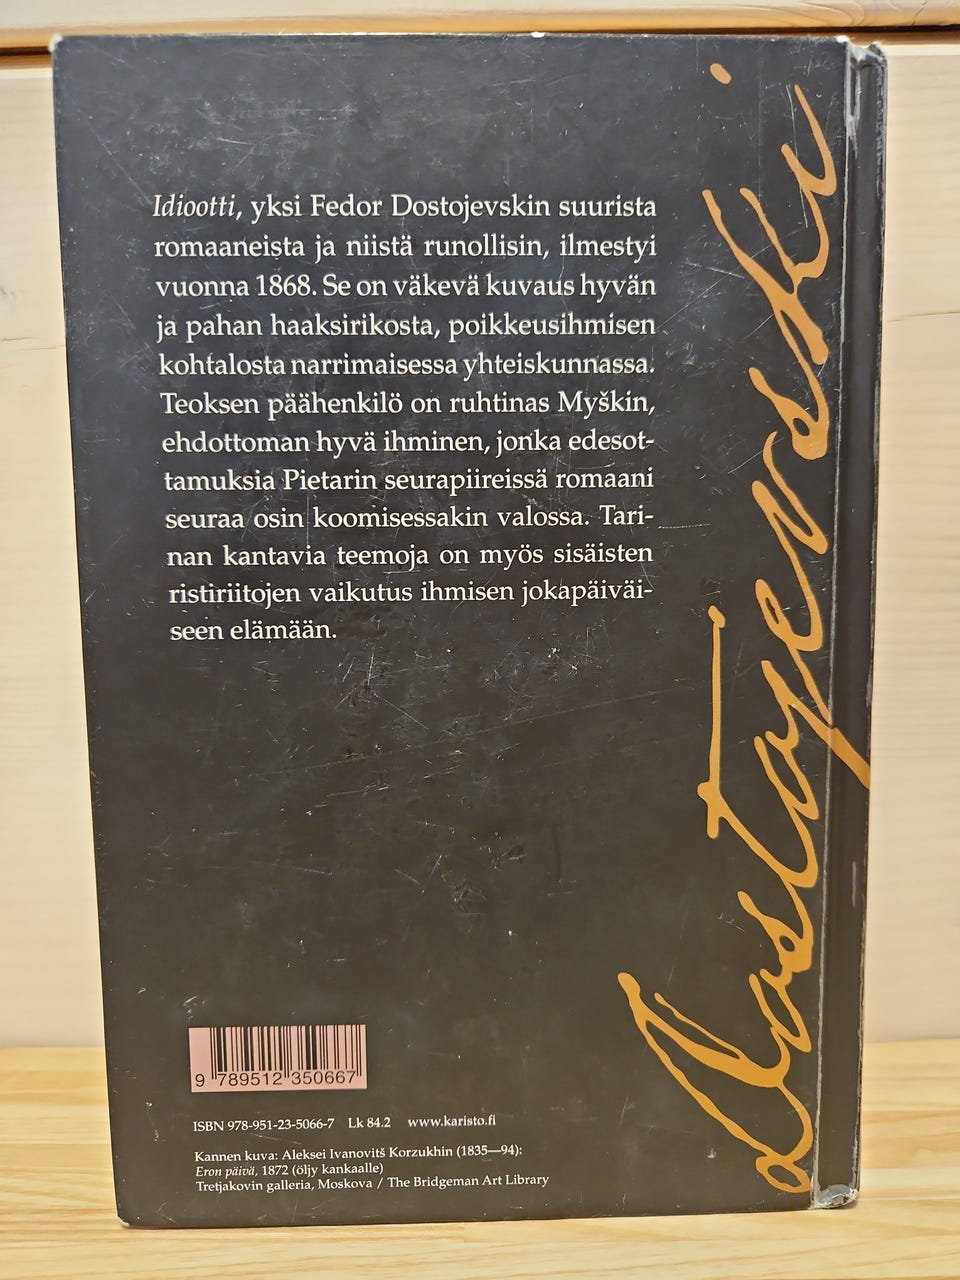 Idiootti, yksi Fedor Dostojevskin suurista
romaaneista ja niistä runollisin, ilmestyi
vuonna 1868. Se on väkevä kuvaus hyvän
ja pahan haaksirikosta, poikkeusihmisen
kohtalosta narrimaisessa yhteiskunnassa.
Teoksen päähenkilö on ruhtinas Myškin,
ehdottoman hyvä ihminen, jonka edesot-
tamuksia Pietarin seurapiireissä romaani
seuraa osin koomisessakin valossa. Tari-
nan kantavia teemoja on myös sisäisten
ristiriitojen vaikutus ihmisen jokapäiväi-
seen elämään.
Dostojevski
9 789512 350667
ISBN 978-951-23-5066-7 Lk 84.2 www.karisto.fi
Kannen kuva: Aleksei Ivanovitš Korzukhin (1835—94):
Eron päivä, 1872 (öljy kankaalle)
Tretjakovin galleria, Moskova / The Bridgeman Art Library